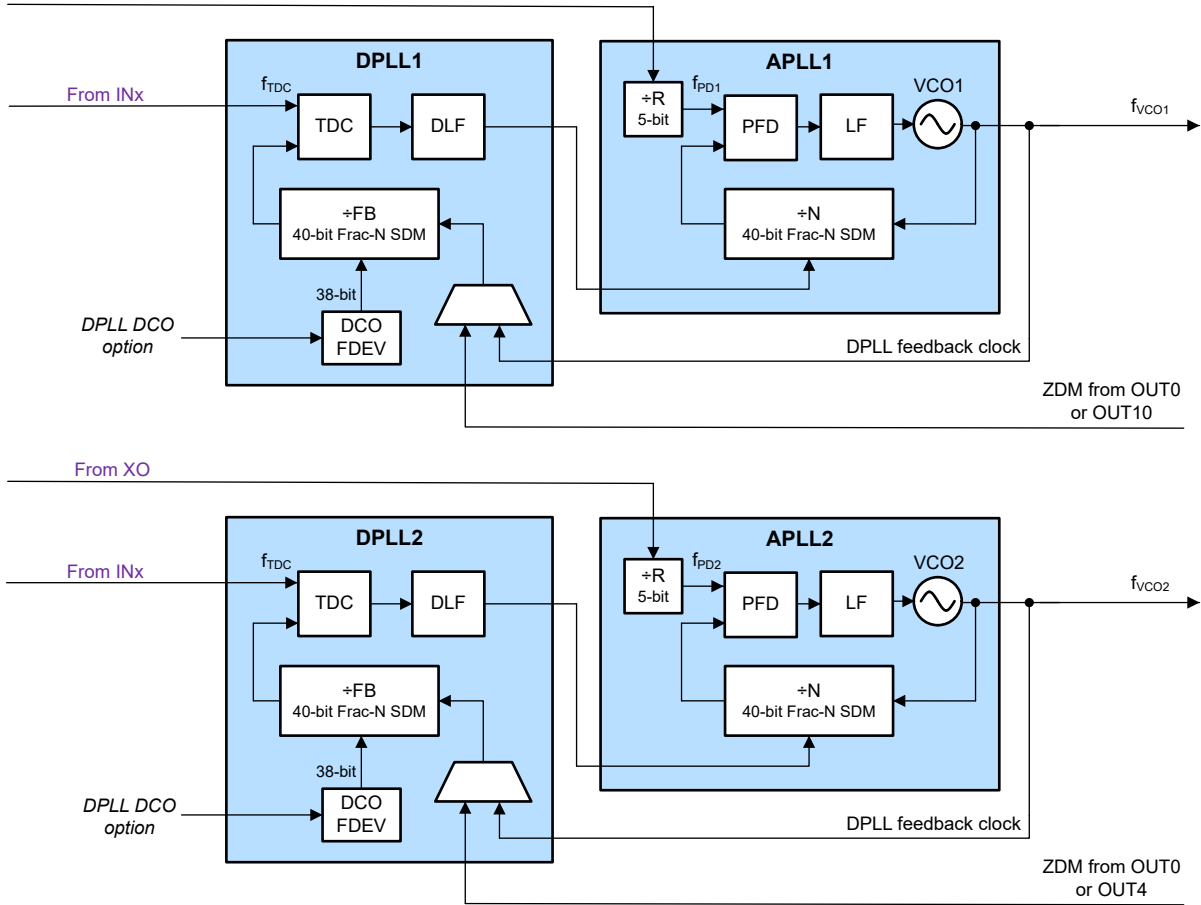 DPLL1
APLL1
From INx
fTDC
TDC
DLF
÷R
5-bit
fPD1
PFD
LF
VCO1
fVCO1
÷FB
40-bit Frac-N SDM
÷N
40-bit Frac-N SDM
38-bit
DPLL DCO
option
DCO
FDEV
DPLL feedback clock
ZDM from OUT0
or OUT10
From XO
DPLL2
APLL2
From INx
fTDC
TDC
DLF
÷R
5-bit
fPD2
PFD
LF
VCO2
fVCO2
÷FB
40-bit Frac-N SDM
÷N
40-bit Frac-N SDM
38-bit
DPLL DCO
option
DCO
FDEV
DPLL feedback clock
ZDM from OUT0
or OUT4